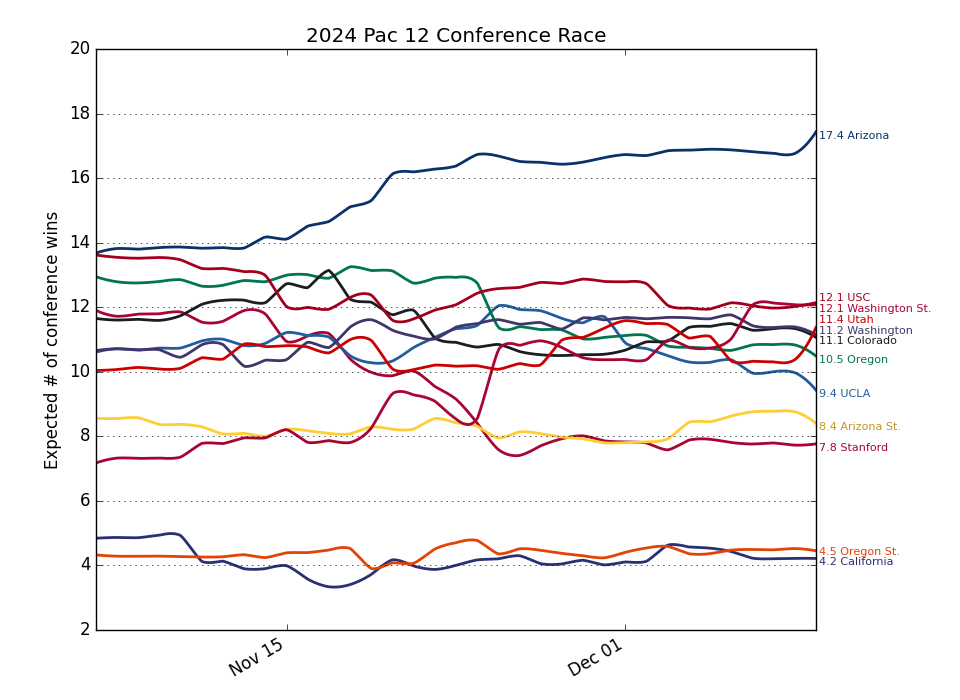 2024 Pac 12 Conference Race
Expected # of conference wins
20
18
16
14
12
10
8
6
4
2
Nov 15
Dec 01
17.4 Arizona
12.1 USC
12.1 Washington St.
11.4 Utah
11.2 Washington
11.1 Colorado
10.5 Oregon
9.4 UCLA
8.4 Arizona St.
7.8 Stanford
4.5 Oregon St.
4.2 California